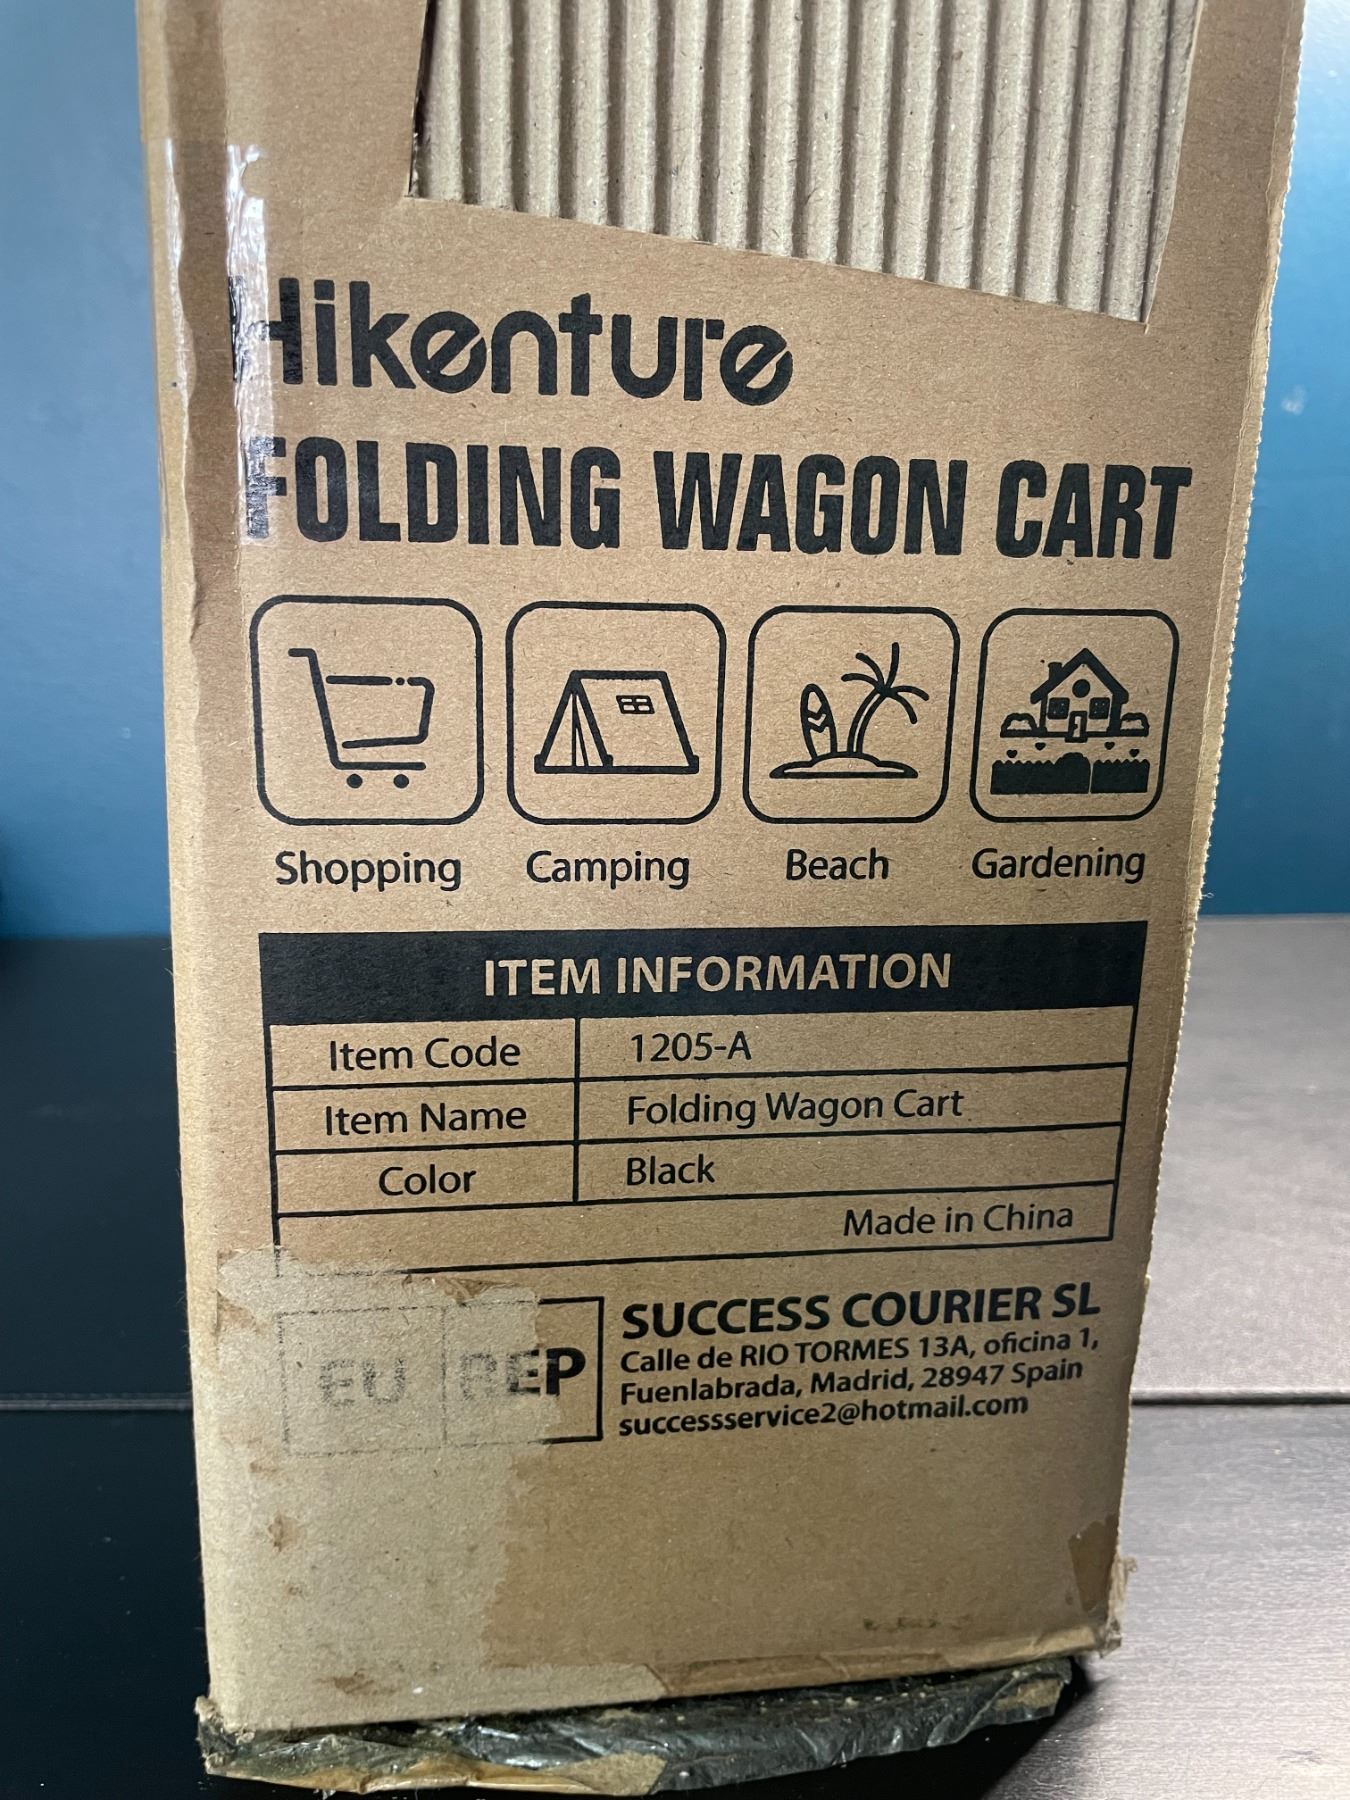 Hikenture
FOLDING WAGON CART
Shopping Camping Beach Gardening
ITEM INFORMATION
Item Code 1205-A
Item Name Folding Wagon Cart
Color Black
Made in China
EU REP
SUCCESS COURIER SL
Calle de RIO TORMES 13A, oficina 1,
Fuenlabrada, Madrid, 28947 Spain
successservice2@hotmail.com